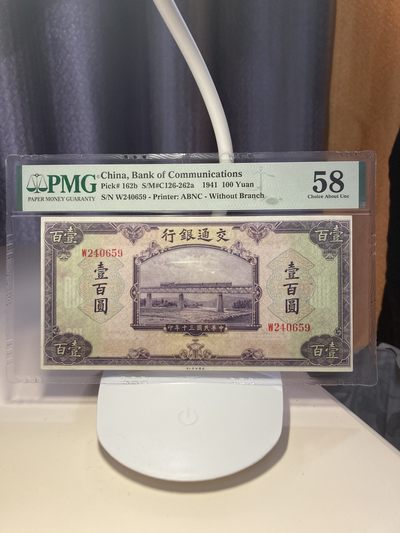 PMG
PAPER MONEY GUARANTY
China, Bank of Communications
Pick# 162b S/M#C126-262a 1941 100 Yuan
S/N W240659 - Printer: ABNC - Without Branch
58
Choice About Unc
行銀通交
百壹
百壹
W240659
壹百圓
壹百圓
W240659
印年十三國民華中
百壹
百壹